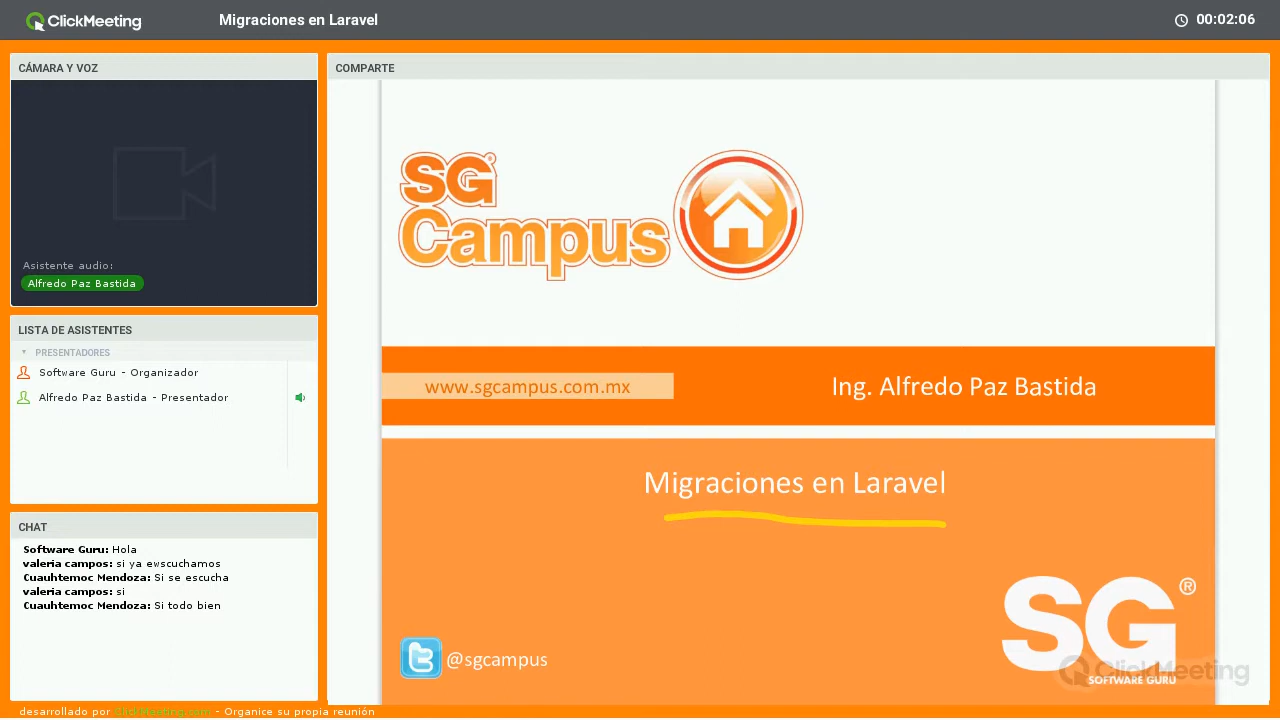 ClickMeeting
Migraciones en Laravel
00:02:06
CÁMARA Y VOZ
Asistente audio:
Alfredo Paz Bastida
LISTA DE ASISTENTES
PRESENTADORES
Software Guru - Organizador
Alfredo Paz Bastida - Presentador
CHAT
Software Guru: Hola
valeria campos: si ya ewscuchamos
Cuauhtemoc Mendoza: Si se escucha
valeria campos: si
Cuauhtemoc Mendoza: Si todo bien
desarrollado por ClickMeeting.com - Organice su propia reunión
COMPARTE
SG
Campus
www.sgcampus.com.mx
Ing. Alfredo Paz Bastida
Migraciones en Laravel
@sgcampus
SG®
SOFTWARE GURU
ClickMeeting